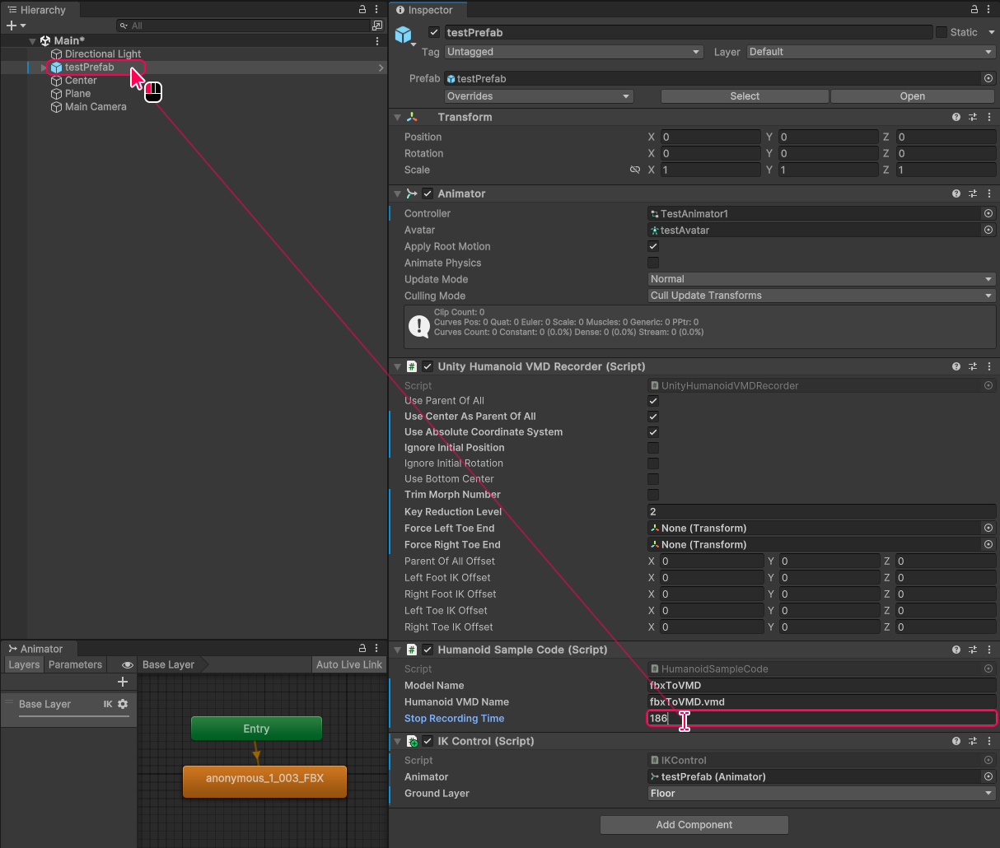 Hierarchy
All
Main*
Directional Light
testPrefab
Center
Plane
Main Camera
Animator
Layers Parameters Base Layer Auto Live Link
Base Layer IK
Entry
anonymous_1_003_FBX
Inspector
testPrefab Static
Tag Untagged Layer Default
Prefab testPrefab
Overrides Select Open
Transform
Position X 0 Y 0 Z 0
Rotation X 0 Y 0 Z 0
Scale X 1 Y 1 Z 1
Animator
Controller TestAnimator1
Avatar testAvatar
Apply Root Motion
Animate Physics
Update Mode Normal
Culling Mode Cull Update Transforms
Clip Count: 0
Curves Pos: 0 Quat: 0 Euler: 0 Scale: 0 Muscles: 0 Generic: 0 PPtr: 0
Curves Count: 0 Constant: 0 (0.0%) Dense: 0 (0.0%) Stream: 0 (0.0%)
# Unity Humanoid VMD Recorder (Script)
Script UnityHumanoidVMDRecorder
Use Parent Of All
Use Center As Parent Of All
Use Absolute Coordinate System
Ignore Initial Position
Ignore Initial Rotation
Use Bottom Center
Trim Morph Number
Key Reduction Level 2
Force Left Toe End None (Transform)
Force Right Toe End None (Transform)
Parent Of All Offset X 0 Y 0 Z 0
Left Foot IK Offset X 0 Y 0 Z 0
Right Foot IK Offset X 0 Y 0 Z 0
Left Toe IK Offset X 0 Y 0 Z 0
Right Toe IK Offset X 0 Y 0 Z 0
# Humanoid Sample Code (Script)
Script HumanoidSampleCode
Model Name fbxToVMD
Humanoid VMD Name fbxToVMD.vmd
Stop Recording Time 186
# IK Control (Script)
Script IKControl
Animator testPrefab (Animator)
Ground Layer Floor
Add Component